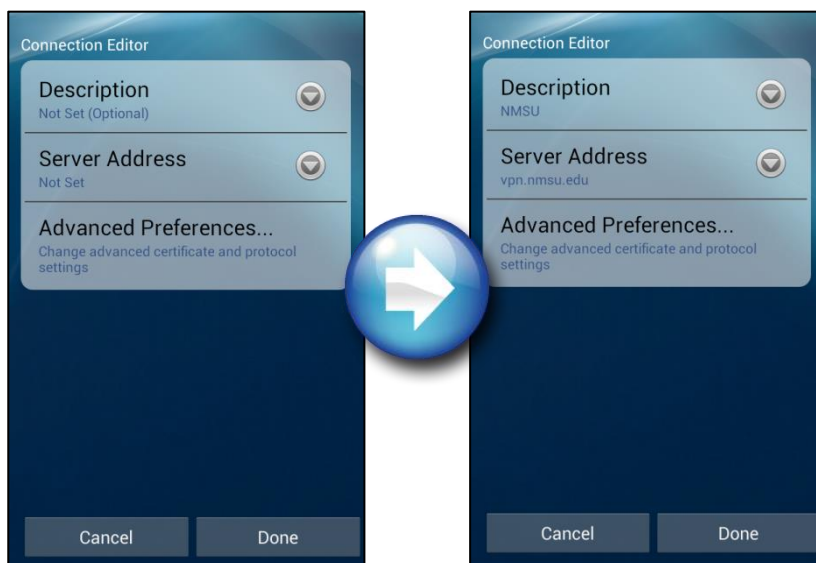 Connection Editor
Description
Not Set (Optional)
Server Address
Not Set
Advanced Preferences...
Change advanced certificate and protocol
settings
Cancel Done
Connection Editor
Description
NMSU
Server Address
vpn.nmsu.edu
Advanced Preferences...
Change advanced certificate and protocol
settings
Cancel Done